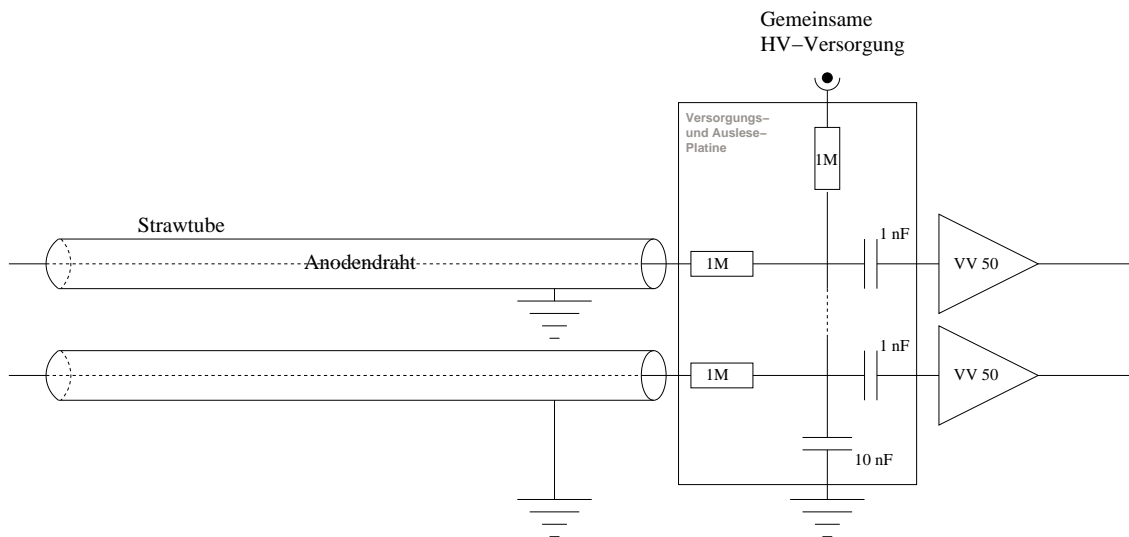 Gemeinsame
HV−Versorgung
Versorgungs−
und Auslese−
Platine
1M
Strawtube
1 nF
Anodendraht
1M
VV 50
1 nF
1M
VV 50
10 nF